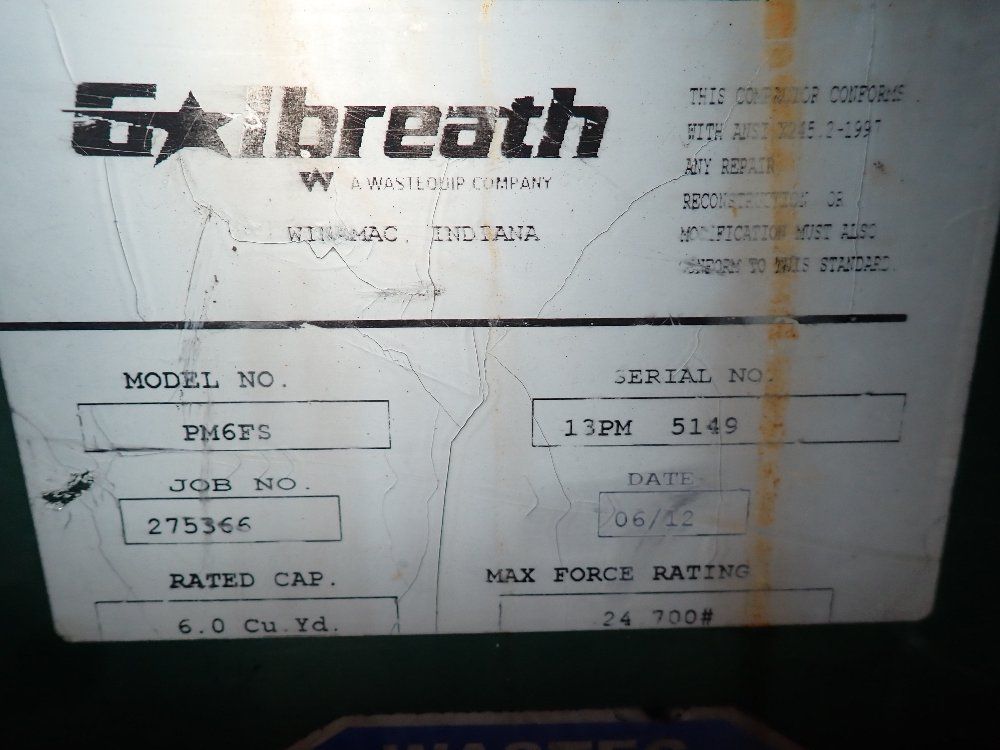 Galbreath
A WASTEQUIP COMPANY
WINAMAC, INDIANA
THIS COMPACTOR CONFORMS
WITH ANSI Z245.2-1997
ANY REPAIR,
RECONSTRUCTION OR
MODIFICATION MUST ALSO
CONFORM TO THIS STANDARD.
MODEL NO.
PM6FS
SERIAL NO.
13PM 5149
JOB NO.
275366
DATE
06/12
RATED CAP.
6.0 Cu.Yd.
MAX FORCE RATING
24 700#